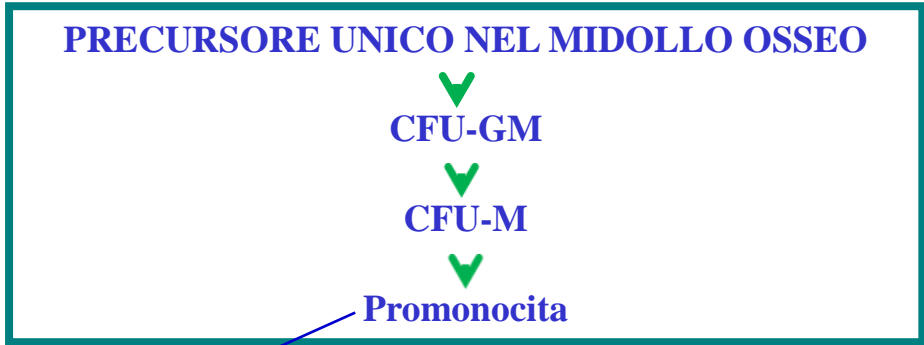 PRECURSORE UNICO NEL MIDOLLO OSSEO
CFU-GM
CFU-M
Promonocita